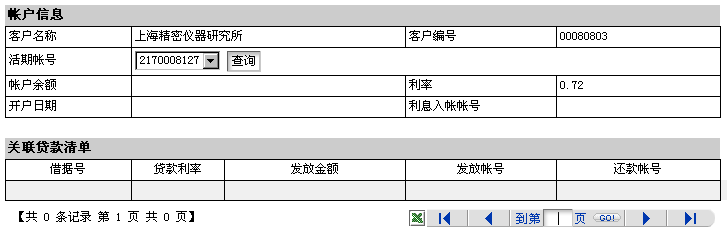 帐户信息
客户名称 上海精密仪器研究所 客户编号 00080803
活期帐号 2170008127 查询
帐户余额 利率 0.72
开户日期 利息入帐帐号
关联贷款清单
借据号 贷款利率 发放金额 发放帐号 还款帐号
【共 0 条记录 第 1 页 共 0 页】 到第 页 GO!